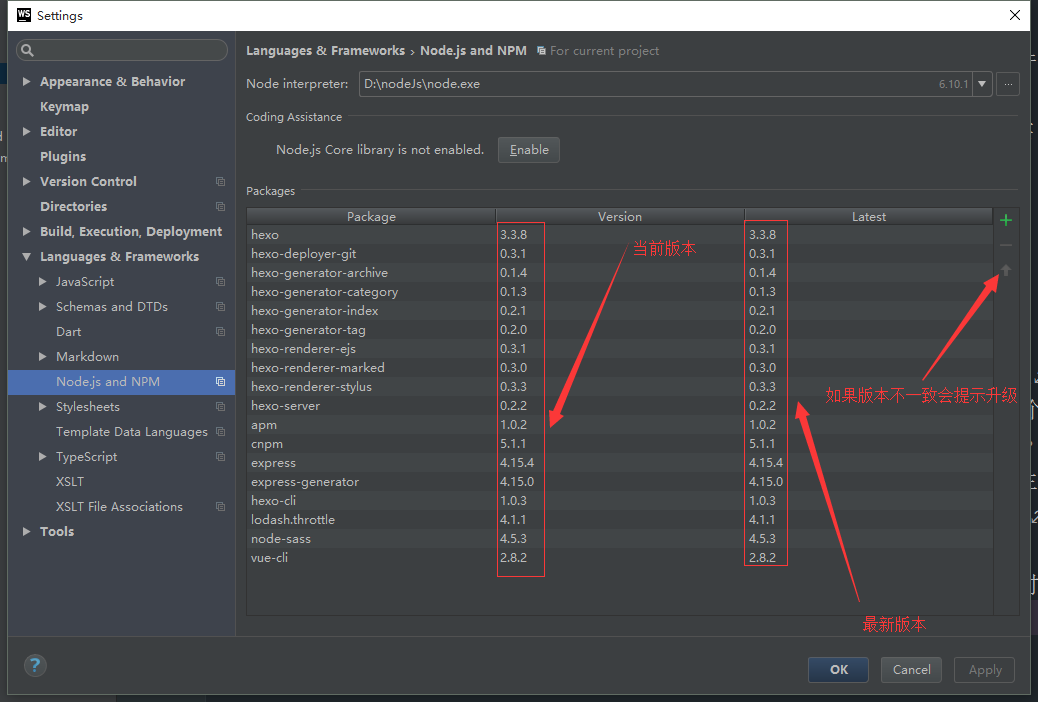 WS Settings
Languages & Frameworks › Node.js and NPM For current project
Node interpreter: D:\nodeJs\node.exe 6.10.1 ...
Coding Assistance
Node.js Core library is not enabled. Enable
Packages
Appearance & Behavior
Keymap
Editor
Plugins
Version Control
Directories
Build, Execution, Deployment
Languages & Frameworks
JavaScript
Schemas and DTDs
Dart
Markdown
Node.js and NPM
Stylesheets
Template Data Languages
TypeScript
XSLT
XSLT File Associations
Tools
Package Version Latest
hexo 3.3.8 3.3.8
hexo-deployer-git 0.3.1 0.3.1
hexo-generator-archive 0.1.4 0.1.4
hexo-generator-category 0.1.3 0.1.3
hexo-generator-index 0.2.1 0.2.1
hexo-generator-tag 0.2.0 0.2.0
hexo-renderer-ejs 0.3.1 0.3.1
hexo-renderer-marked 0.3.0 0.3.0
hexo-renderer-stylus 0.3.3 0.3.3
hexo-server 0.2.2 0.2.2
apm 1.0.2 1.0.2
cnpm 5.1.1 5.1.1
express 4.15.4 4.15.4
express-generator 4.15.0 4.15.0
hexo-cli 1.0.3 1.0.3
lodash.throttle 4.1.1 4.1.1
node-sass 4.5.3 4.5.3
vue-cli 2.8.2 2.8.2
当前版本
如果版本不一致会提示升级
最新版本
?
OK Cancel Apply